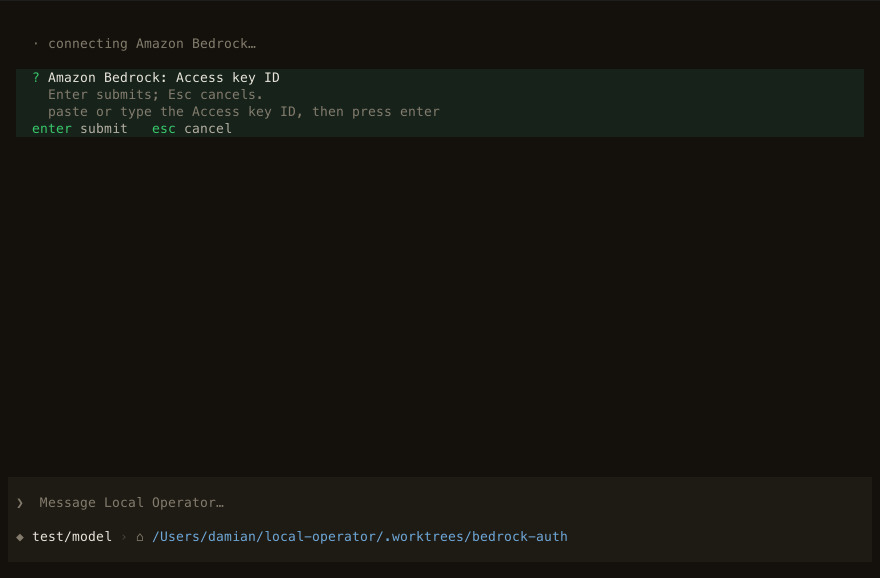 · connecting Amazon Bedrock…
? Amazon Bedrock: Access key ID
Enter submits; Esc cancels.
paste or type the Access key ID, then press enter
enter submit   esc cancel
❯ Message Local Operator…
◆ test/model › ⌂ /Users/damian/local-operator/.worktrees/bedrock-auth